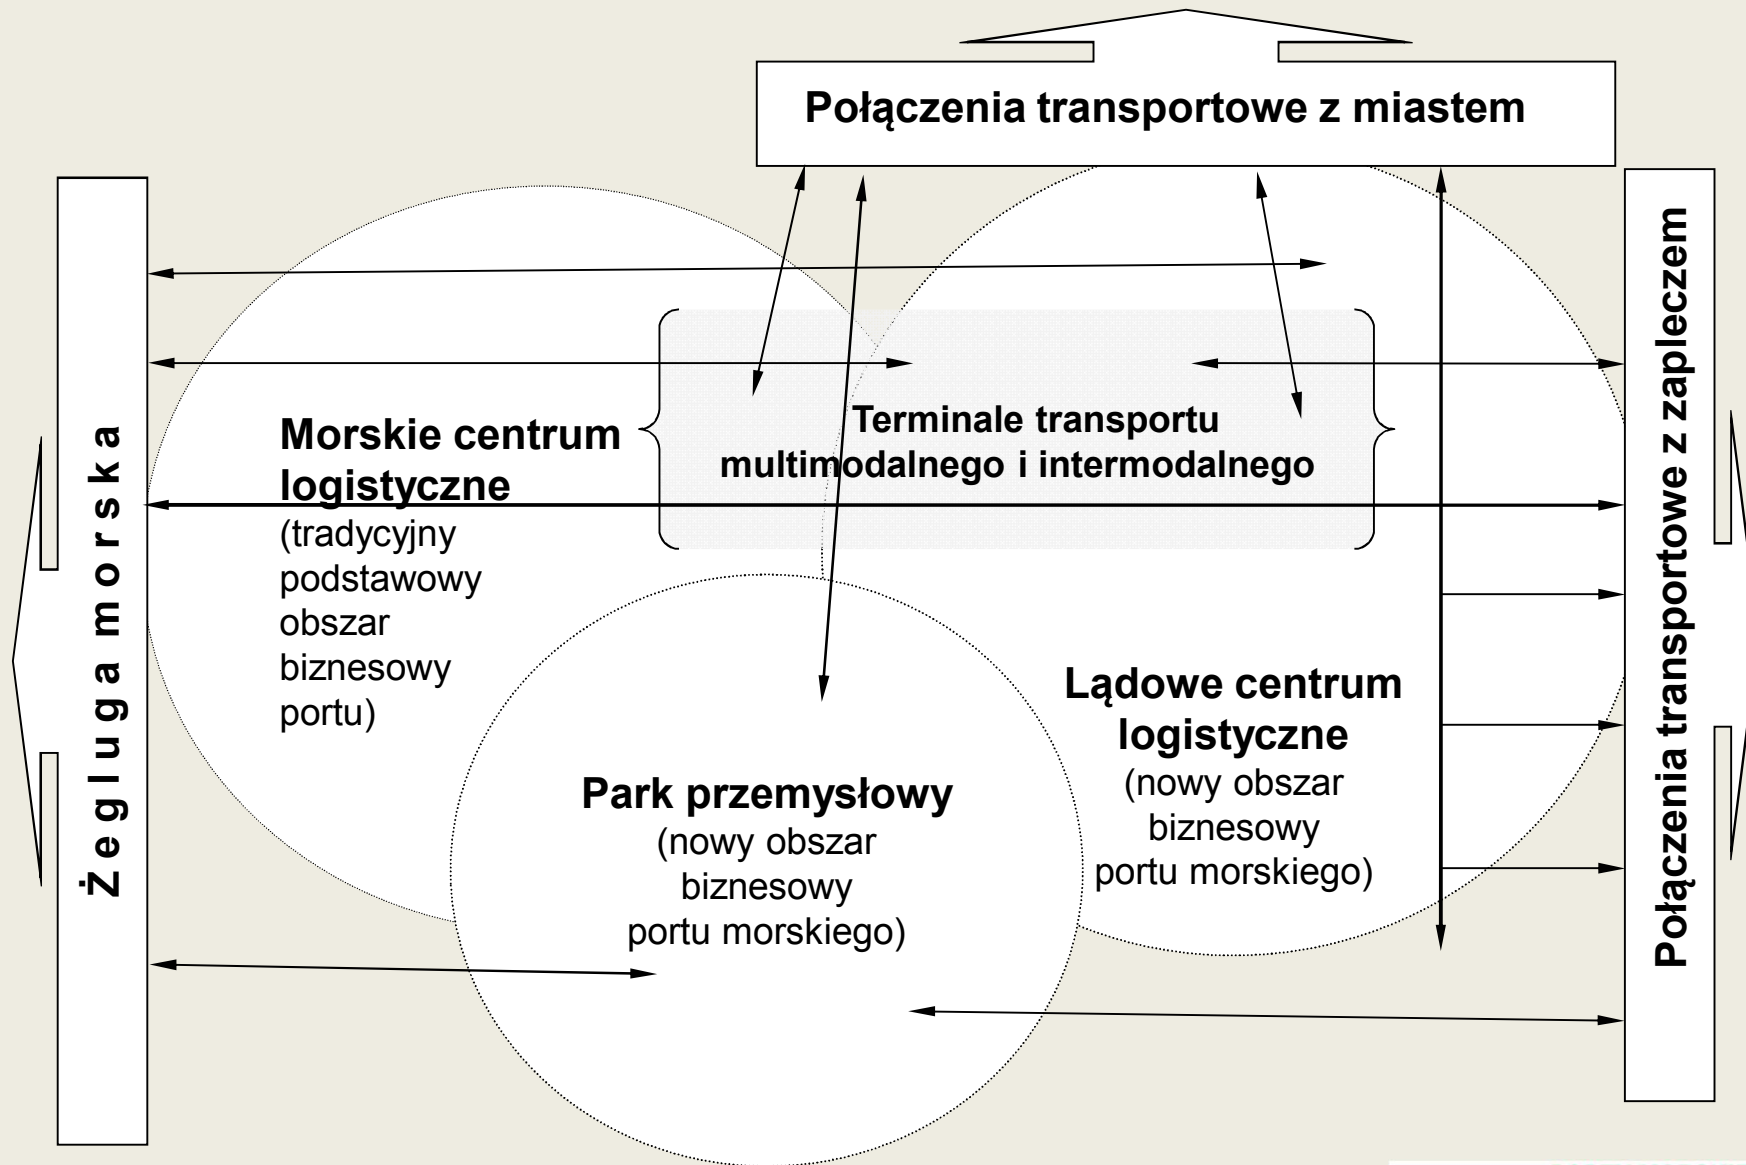 Połączenia transportowe z miastem
Żegluga morska
Morskie centrum
logistyczne
(tradycyjny
podstawowy
obszar
biznesowy
portu)
Terminale transportu
multimodalnego i intermodalnego
Park przemysłowy
(nowy obszar
biznesowy
portu morskiego)
Lądowe centrum
logistyczne
(nowy obszar
biznesowy
portu morskiego)
Połączenia transportowe z zapleczem